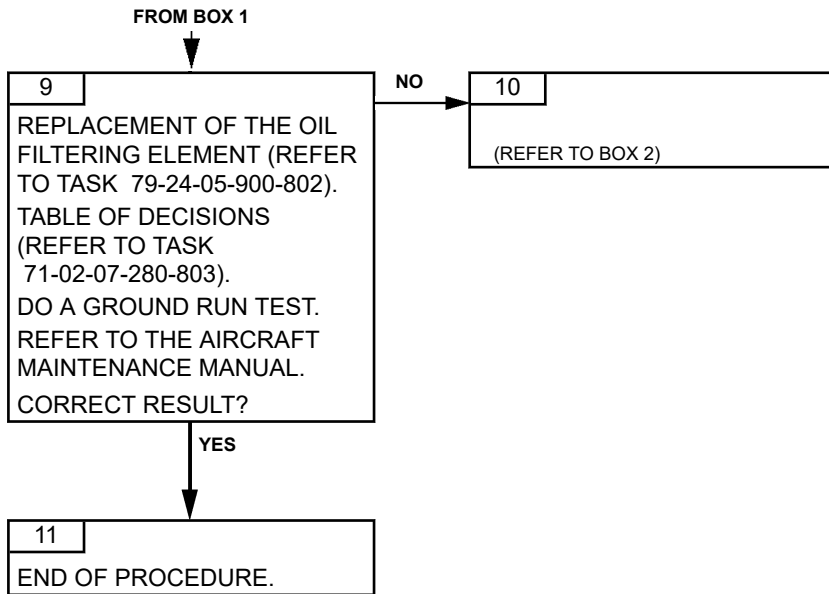 FROM BOX 1
9
REPLACEMENT OF THE OIL
FILTERING ELEMENT (REFER
TO TASK 79-24-05-900-802).
TABLE OF DECISIONS
(REFER TO TASK
71-02-07-280-803).
DO A GROUND RUN TEST.
REFER TO THE AIRCRAFT
MAINTENANCE MANUAL.
CORRECT RESULT?
NO
10
(REFER TO BOX 2)
YES
11
END OF PROCEDURE.